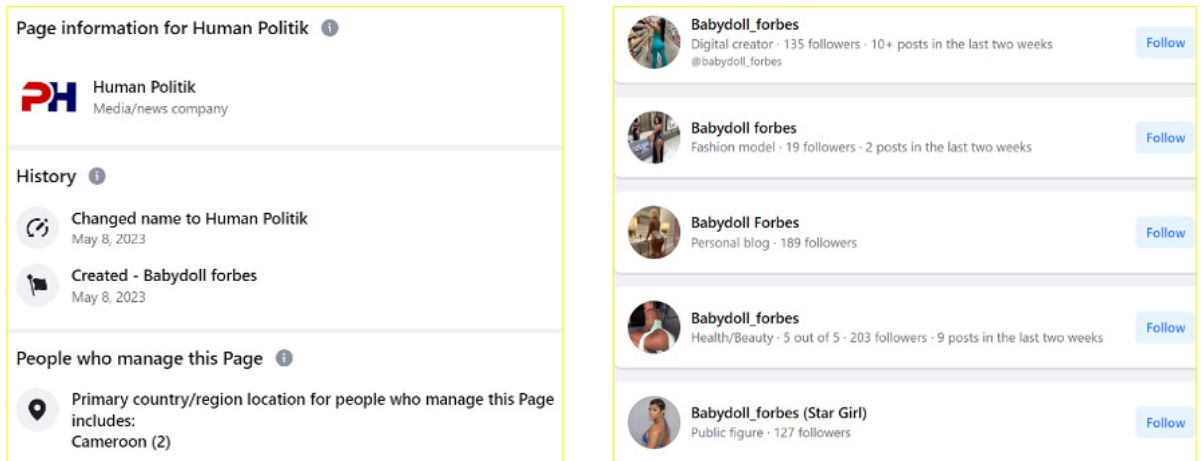 Page information for Human Politik
PH
Human Politik
Media/news company
History
Changed name to Human Politik
May 8, 2023
Created - Babydoll forbes
May 8, 2023
People who manage this Page
Primary country/region location for people who manage this Page
includes:
Cameroon (2)
Babydoll_forbes
Digital creator · 135 followers · 10+ posts in the last two weeks
@babydoll_forbes
Follow
Babydoll forbes
Fashion model · 19 followers · 2 posts in the last two weeks
Follow
Babydoll Forbes
Personal blog · 189 followers
Follow
Babydoll_forbes
Health/Beauty · 5 out of 5 · 203 followers · 9 posts in the last two weeks
Follow
Babydoll_forbes (Star Girl)
Public figure · 127 followers
Follow